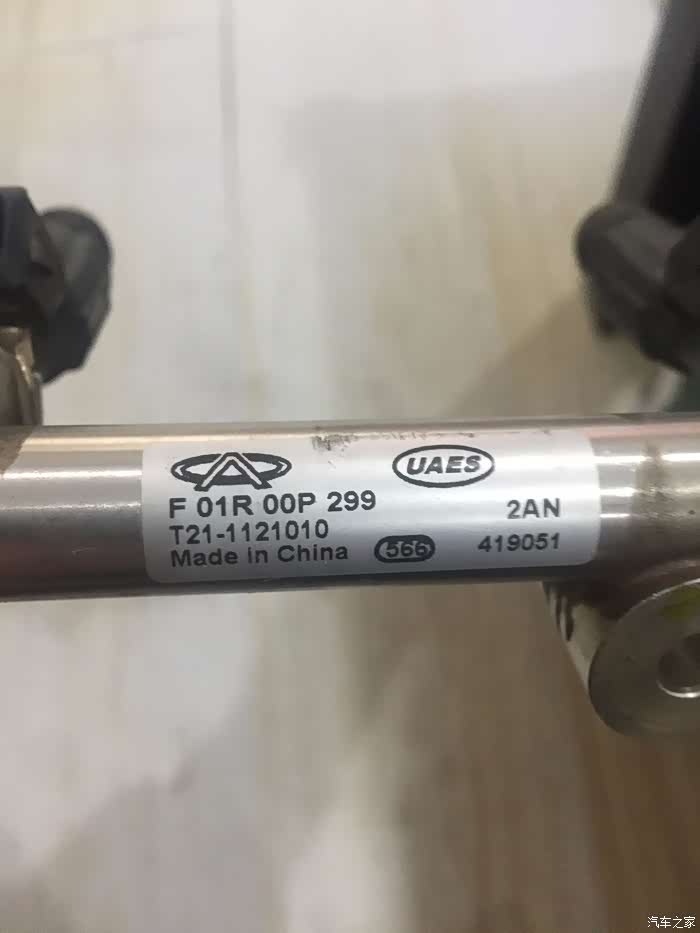 UAES
F 01R 00P 299
2AN
T21-1121010
Made in China 566 419051
汽车之家